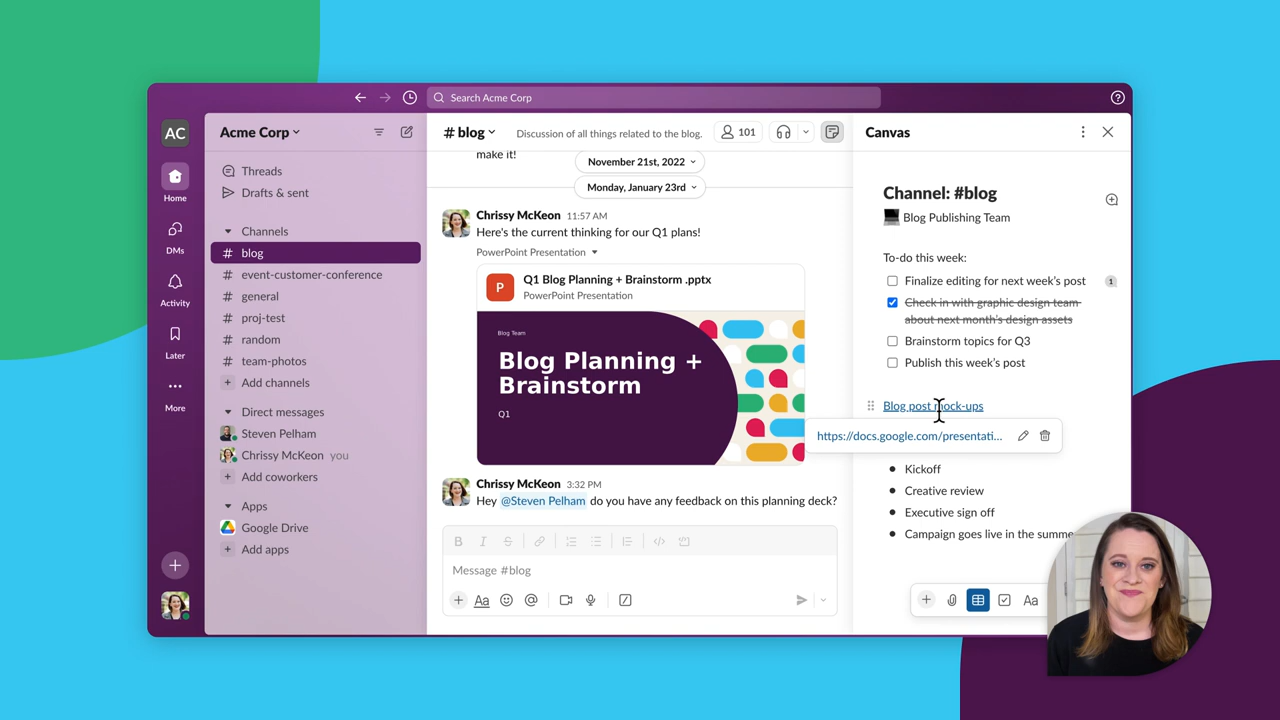 Search Acme Corp
AC
Home
DMs
Activity
Later
More
Acme Corp
Threads
Drafts & sent
Channels
# blog
# event-customer-conference
# general
# proj-test
# random
# team-photos
+ Add channels
Direct messages
Steven Pelham
Chrissy McKeon you
+ Add coworkers
Apps
Google Drive
+ Add apps
# blog
Discussion of all things related to the blog.
101
make it!
November 21st, 2022
Monday, January 23rd
Chrissy McKeon 11:57 AM
Here's the current thinking for our Q1 plans!
PowerPoint Presentation
P
Q1 Blog Planning + Brainstorm .pptx
PowerPoint Presentation
Blog Team
Blog Planning +
Brainstorm
Q1
Chrissy McKeon 3:32 PM
Hey @Steven Pelham do you have any feedback on this planning deck?
B I S
Message #blog
+ Aa @
Canvas
Channel: #blog
Blog Publishing Team
To-do this week:
Finalize editing for next week's post
1
Check in with graphic design team
about next month's design assets
Brainstorm topics for Q3
Publish this week's post
Blog post mock-ups
https://docs.google.com/presentati...
• Kickoff
• Creative review
• Executive sign off
• Campaign goes live in the summe
+ Aa